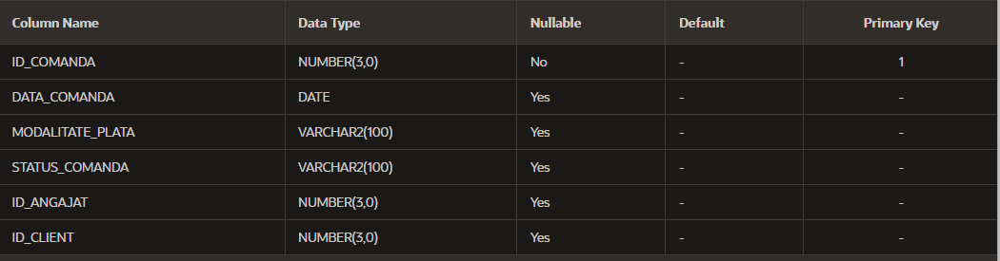 Column Name Data Type Nullable Default Primary Key
ID_COMANDA NUMBER(3,0) No - 1
DATA_COMANDA DATE Yes - -
MODALITATE_PLATA VARCHAR2(100) Yes - -
STATUS_COMANDA VARCHAR2(100) Yes - -
ID_ANGAJAT NUMBER(3,0) Yes - -
ID_CLIENT NUMBER(3,0) Yes - -